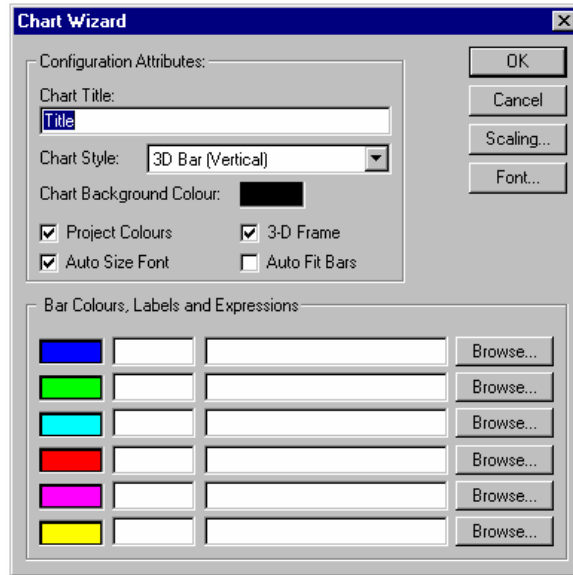 Chart Wizard
Configuration Attributes:
OK
Chart Title:
Cancel
Title
Scaling...
Chart Style: 3D Bar (Vertical)
Font...
Chart Background Colour:
Project Colours 3-D Frame
Auto Size Font Auto Fit Bars
Bar Colours, Labels and Expressions
Browse...
Browse...
Browse...
Browse...
Browse...
Browse...